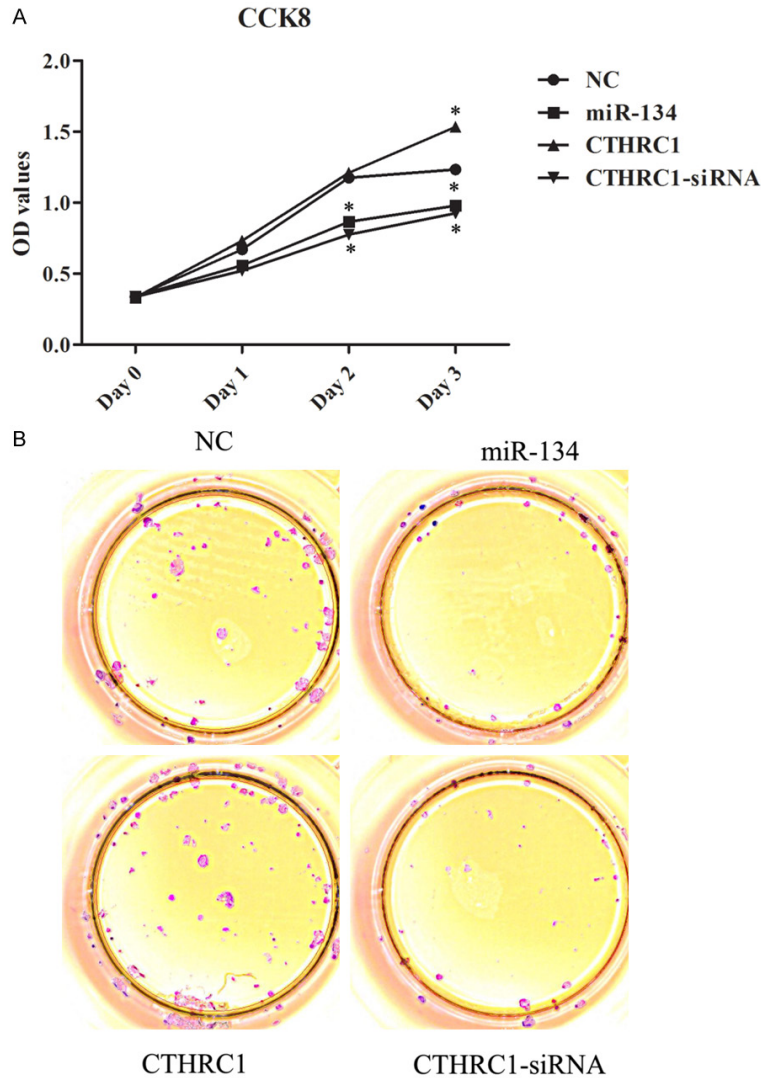 A
CCK8
2.0
1.5
1.0
0.5
0.0
OD values
Day 0
Day 1
Day 2
Day 3
*
*
*
*
*
NC
miR-134
CTHRC1
CTHRC1-siRNA
B
NC
miR-134
CTHRC1
CTHRC1-siRNA